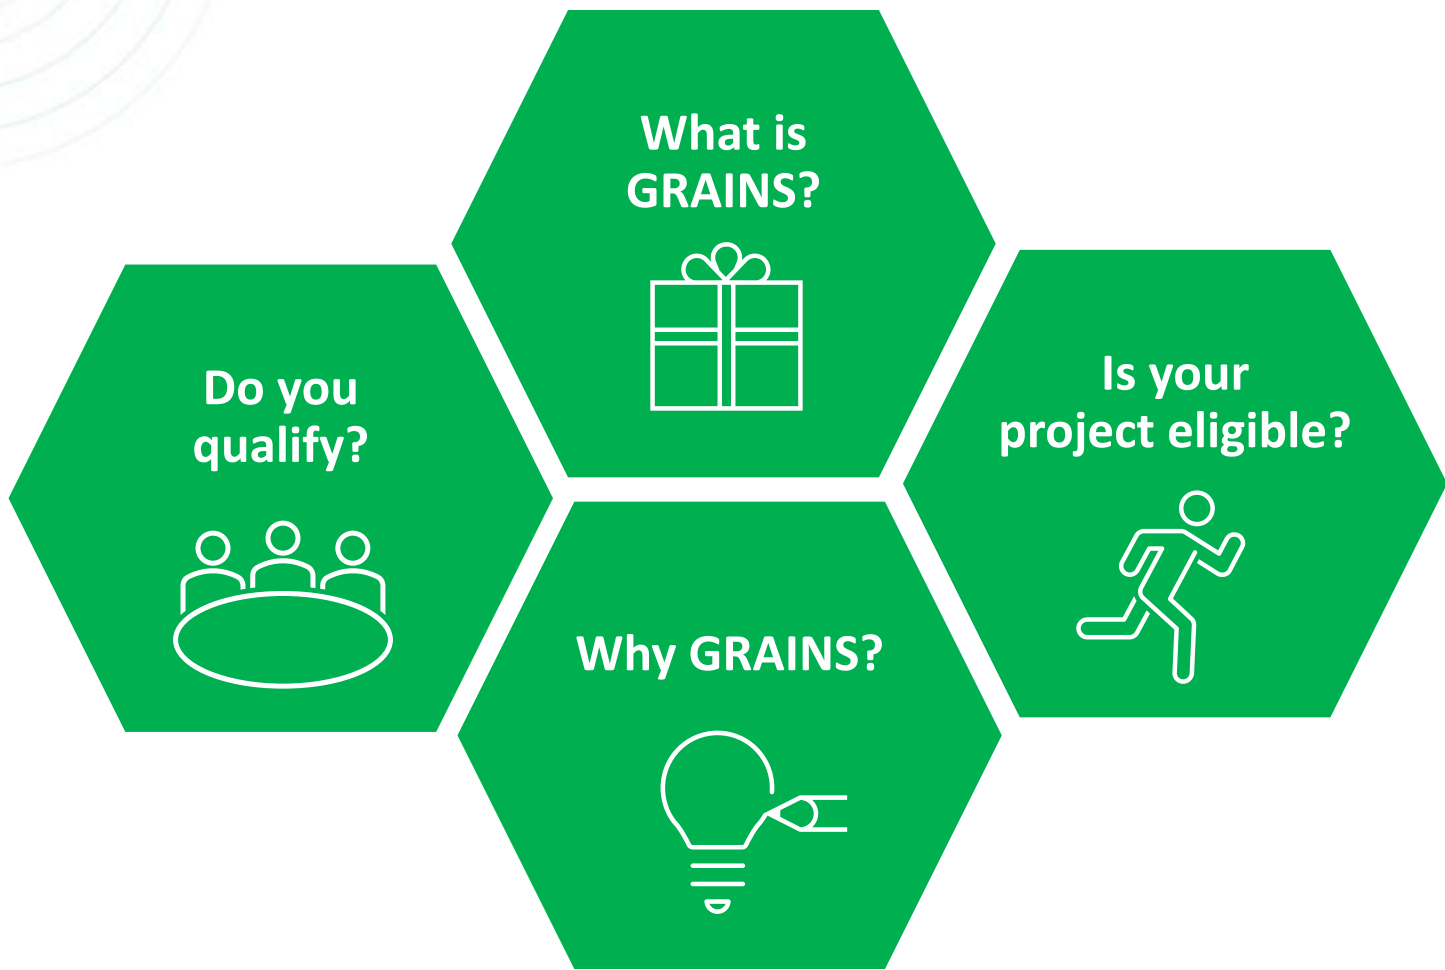 What is
GRAINS?
Do you
qualify?
Is your
project eligible?
Why GRAINS?